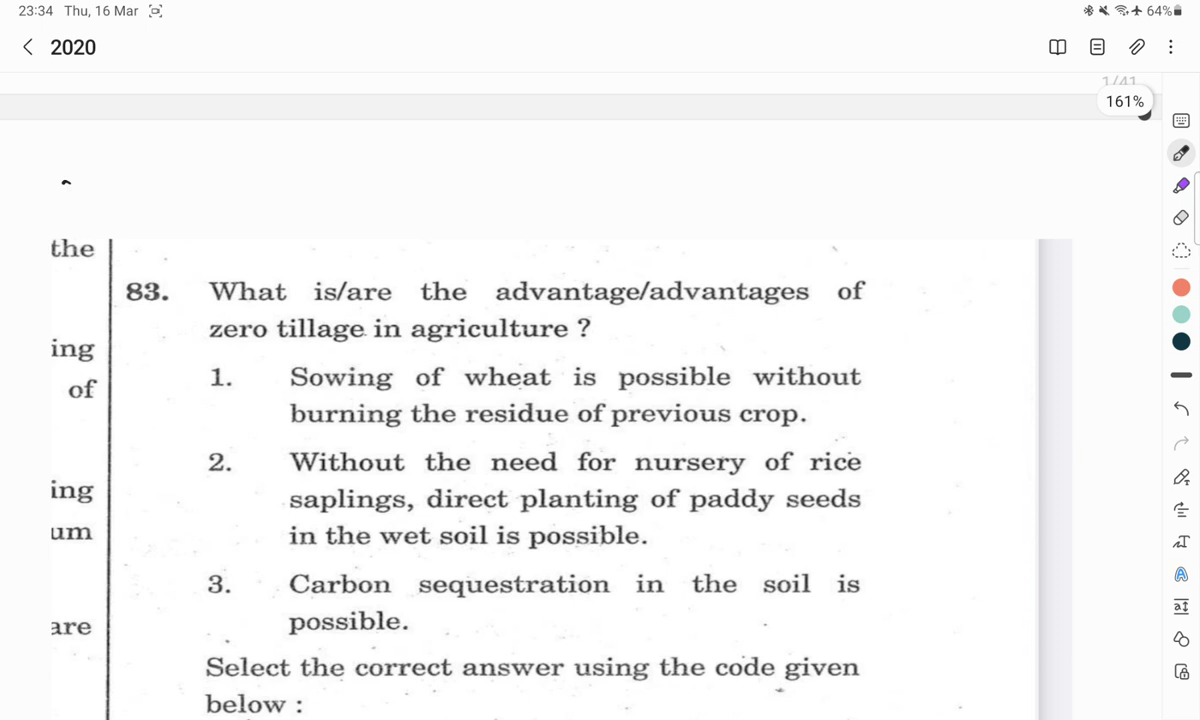 23:34 Thu, 16 Mar
64%
2020
1/41
161%
the
ing
of
ing
um
are
83. What is/are the advantage/advantages of
zero tillage in agriculture ?
1. Sowing of wheat is possible without
burning the residue of previous crop.
2. Without the need for nursery of rice
saplings, direct planting of paddy seeds
in the wet soil is possible.
3. Carbon sequestration in the soil is
possible.
Select the correct answer using the code given
below :